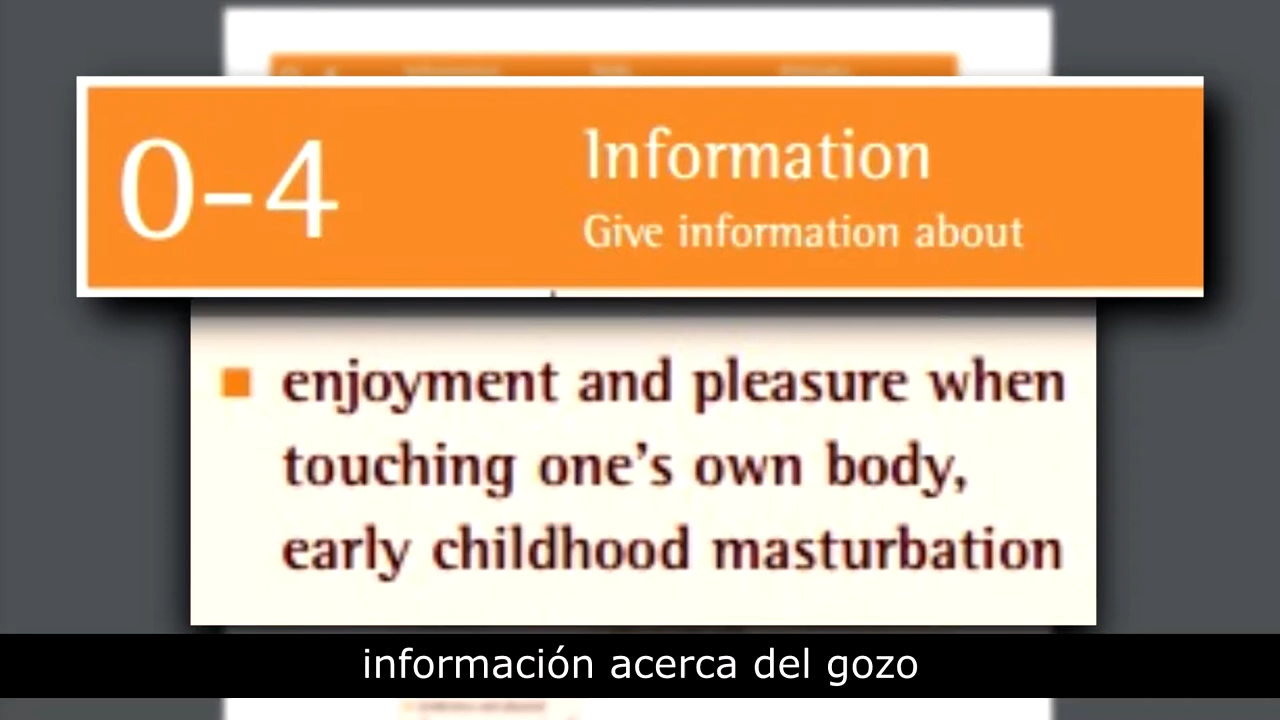 0-4
Information
Give information about
enjoyment and pleasure when
touching one's own body,
early childhood masturbation
información acerca del gozo